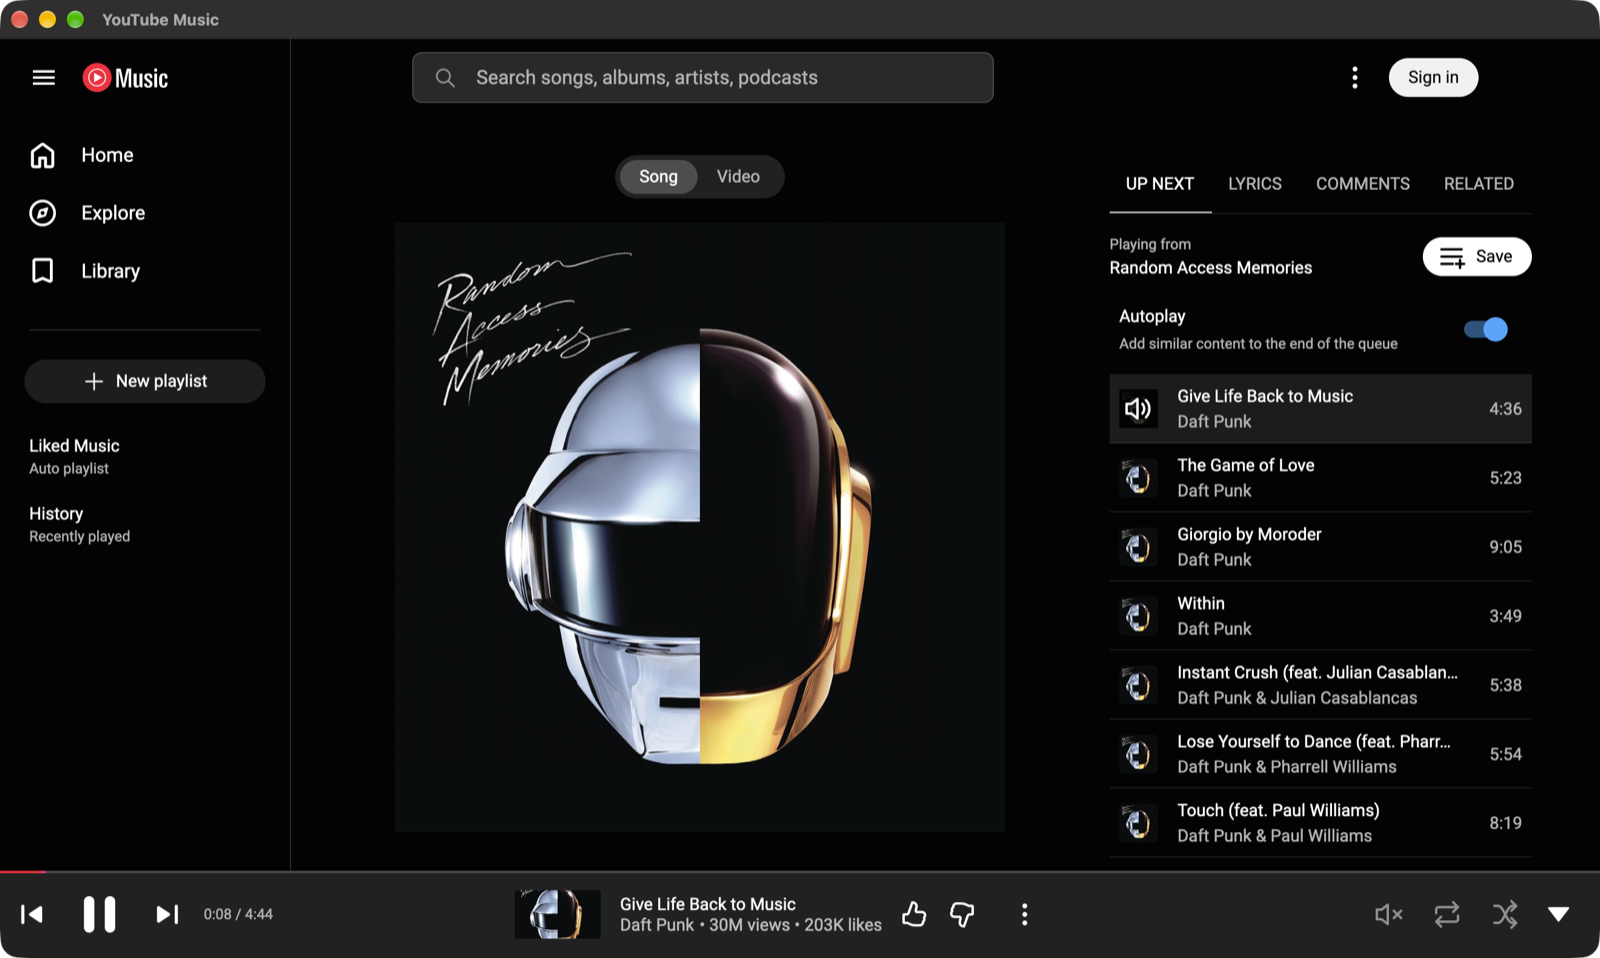 YouTube Music
Music
Search songs, albums, artists, podcasts
Sign in
Home
Explore
Library
New playlist
Liked Music
Auto playlist
History
Recently played
Song
Video
Random
Access
Memories
UP NEXT
LYRICS
COMMENTS
RELATED
Playing from
Random Access Memories
Save
Autoplay
Add similar content to the end of the queue
Give Life Back to Music
Daft Punk
4:36
The Game of Love
Daft Punk
5:23
Giorgio by Moroder
Daft Punk
9:05
Within
Daft Punk
3:49
Instant Crush (feat. Julian Casablan...
Daft Punk & Julian Casablancas
5:38
Lose Yourself to Dance (feat. Pharr...
Daft Punk & Pharrell Williams
5:54
Touch (feat. Paul Williams)
Daft Punk & Paul Williams
8:19
0:08 / 4:44
Give Life Back to Music
Daft Punk • 30M views • 203K likes